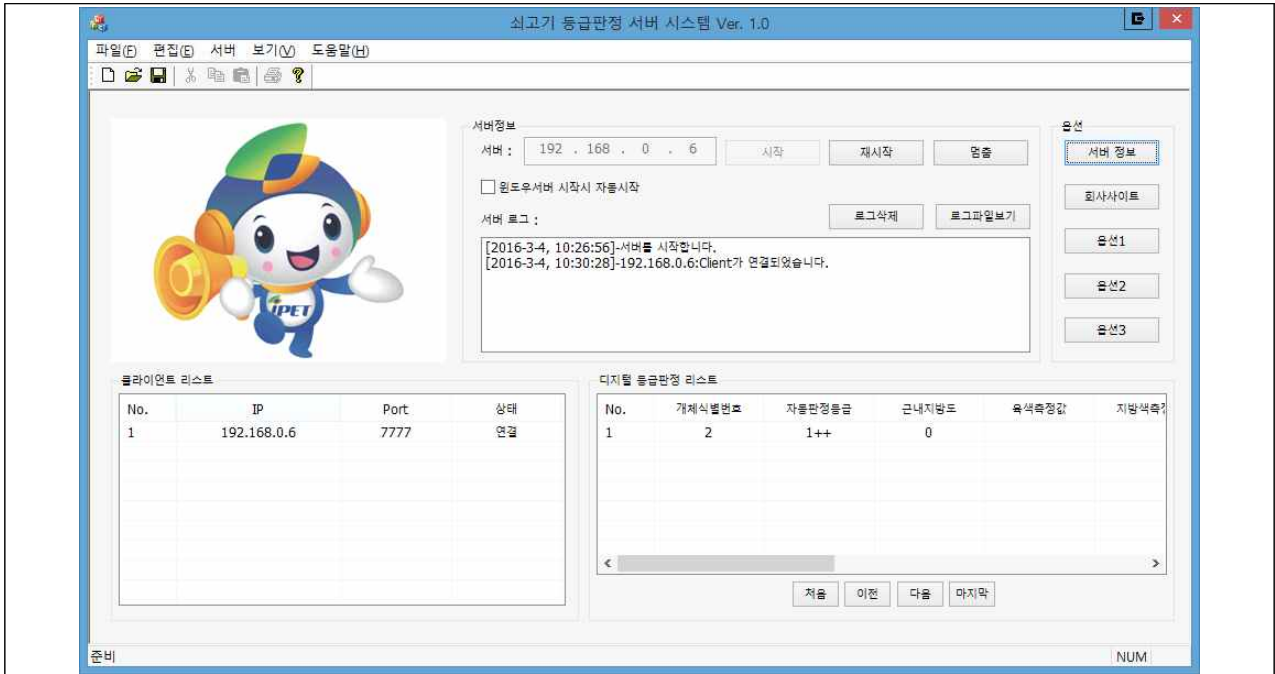 쇠고기 등급판정 서버 시스템 Ver. 1.0
파일(F) 편집(E) 서버 보기(V) 도움말(H)
서버정보
서버 : 192 . 168 . 0 . 6 시작 재시작 멈춤
윈도우서버 시작시 자동시작
서버 로그 : 로그삭제 로그파일보기
[2016-3-4, 10:26:56]-서버를 시작합니다.
[2016-3-4, 10:30:28]-192.168.0.6:Client가 연결되었습니다.
옵션
서버 정보
회사사이트
옵션1
옵션2
옵션3
iPET
클라이언트 리스트
No. IP Port 상태
1 192.168.0.6 7777 연결
디지털 등급판정 리스트
No. 개체식별번호 자동판정등급 근내지방도 육색측정값 지방색측정
1 2 1++ 0
처음 이전 다음 마지막
준비 NUM